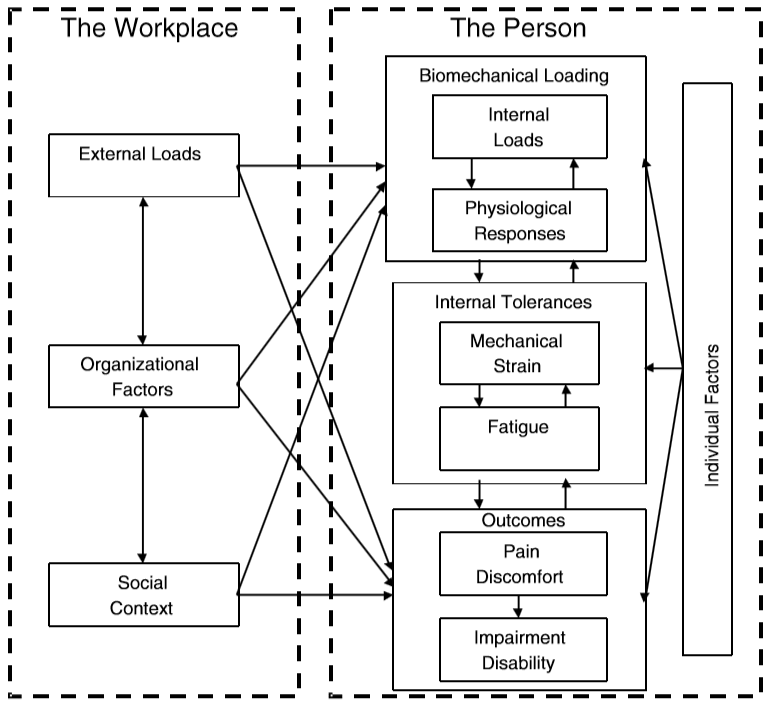 The Workplace
External Loads
Organizational
Factors
Social
Context
The Person
Biomechanical Loading
Internal
Loads
Physiological
Responses
Internal Tolerances
Mechanical
Strain
Fatigue
Outcomes
Pain
Discomfort
Impairment
Disability
Individual Factors